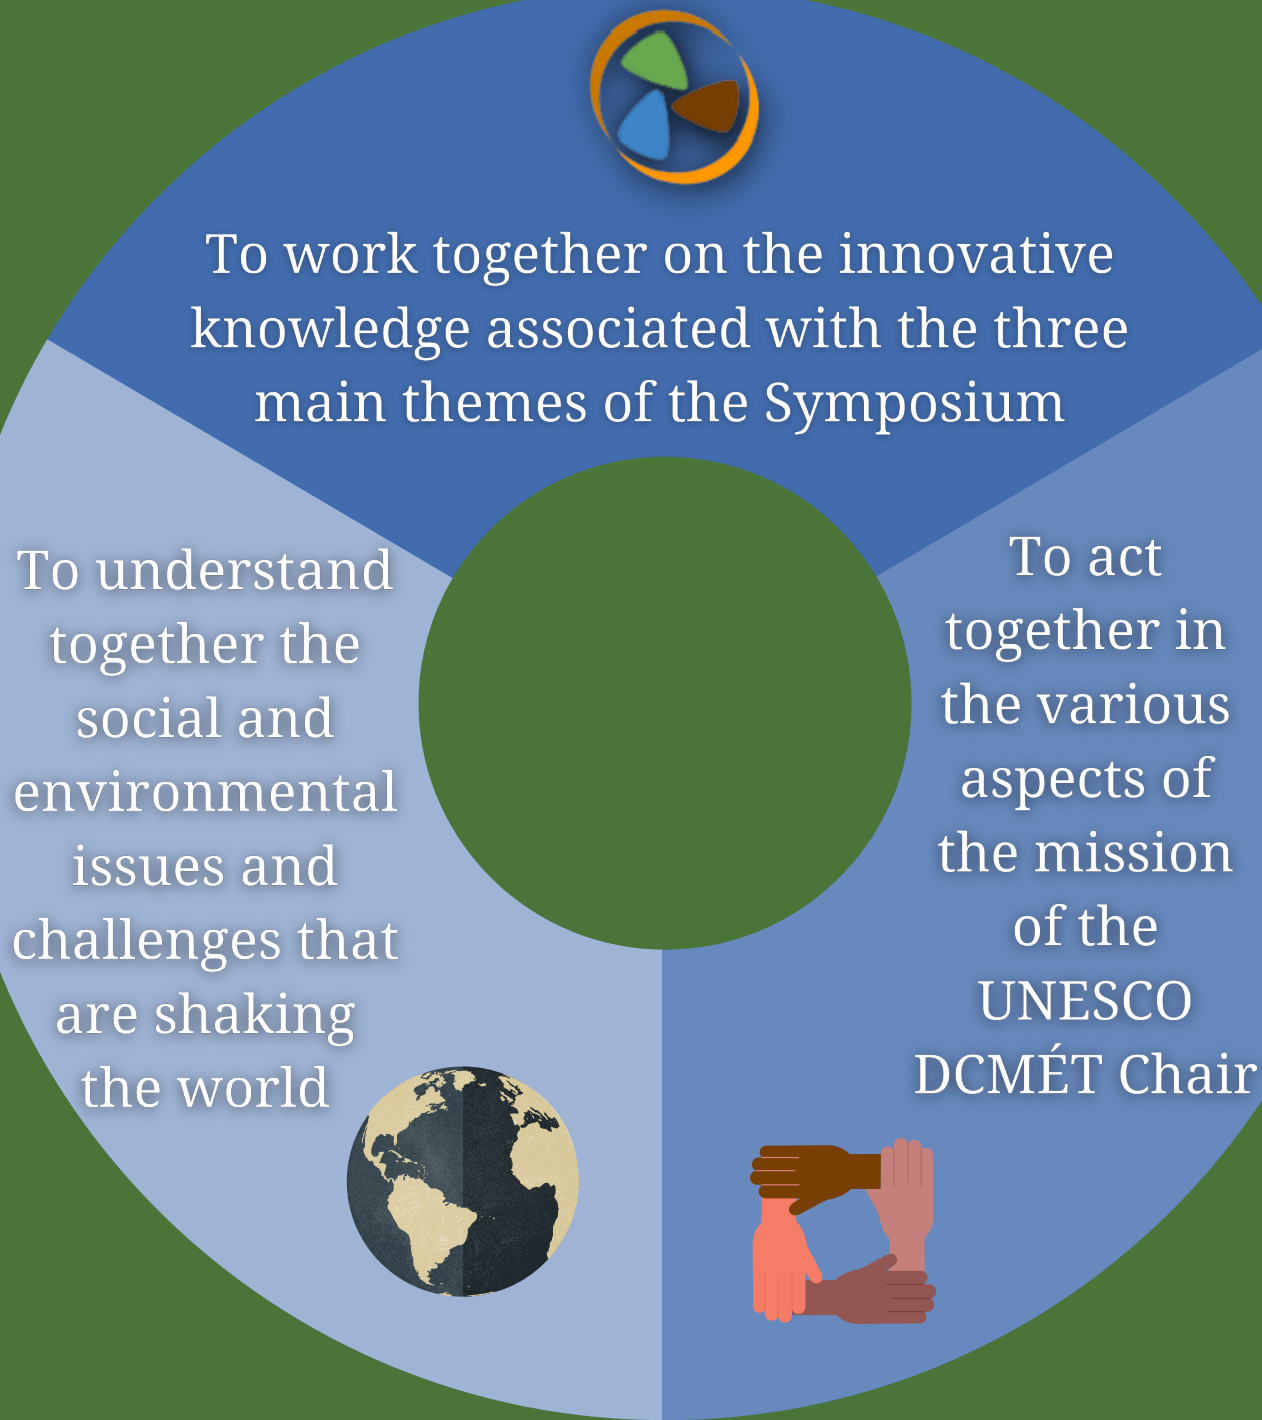 To work together on the innovative
knowledge associated with the three
main themes of the Symposium
To understand
together the
social and
environmental
issues and
challenges that
are shaking
the world
To act
together in
the various
aspects of
the mission
of the
UNESCO
DCMÉT Chair